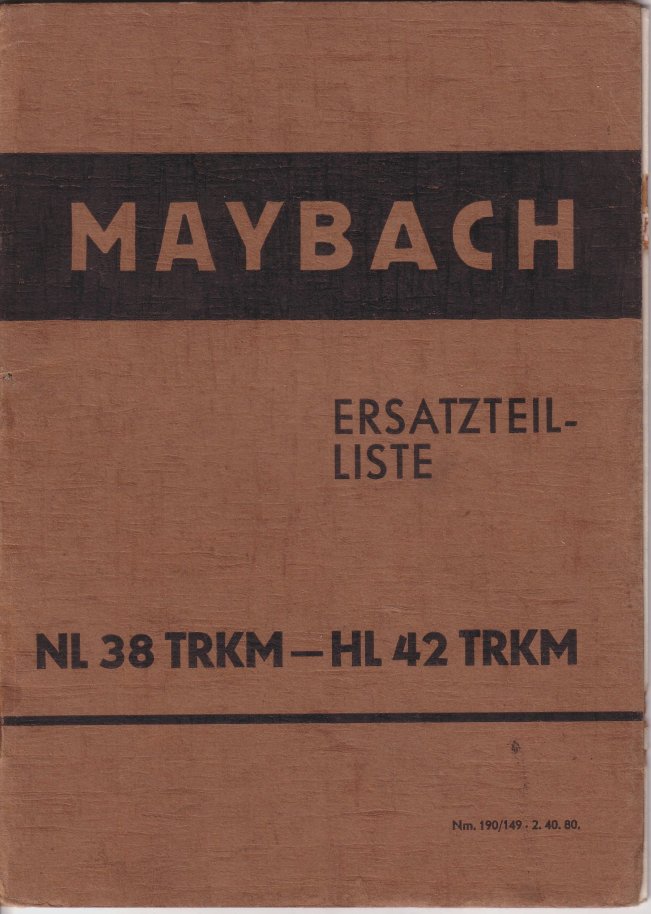 MAYBACH
ERSATZTEIL-
LISTE
NL 38 TRKM – HL 42 TRKM
Nm. 190/149 · 2. 40. 80.